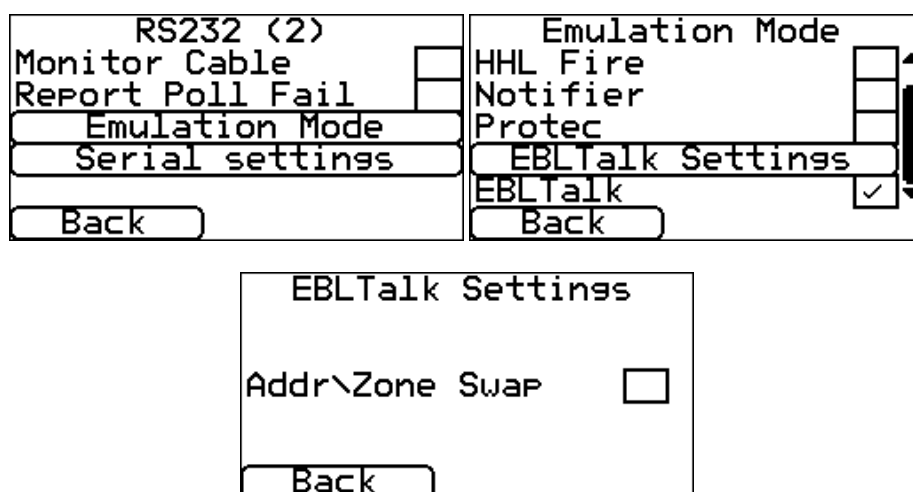 RS232 (2)
Monitor Cable
Report Poll Fail
Emulation Mode
Serial settings
Back
Emulation Mode
HHL Fire
Notifier
Protec
EBLTalk Settings
EBLTalk
Back
EBLTalk Settings
Addr\Zone Swap
Back